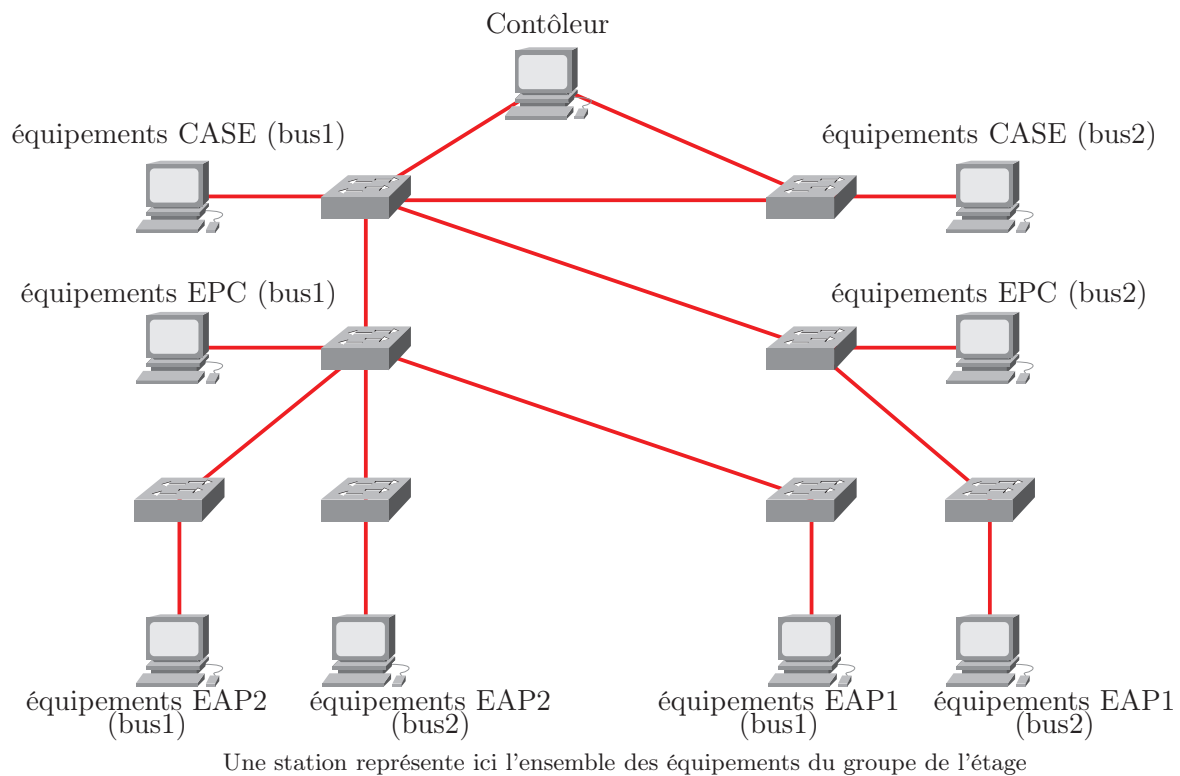 Contôleur
équipements CASE (bus1)
équipements CASE (bus2)
équipements EPC (bus1)
équipements EPC (bus2)
équipements EAP2
(bus1)
équipements EAP2
(bus2)
équipements EAP1
(bus1)
équipements EAP1
(bus2)
Une station représente ici l'ensemble des équipements du groupe de l'étage